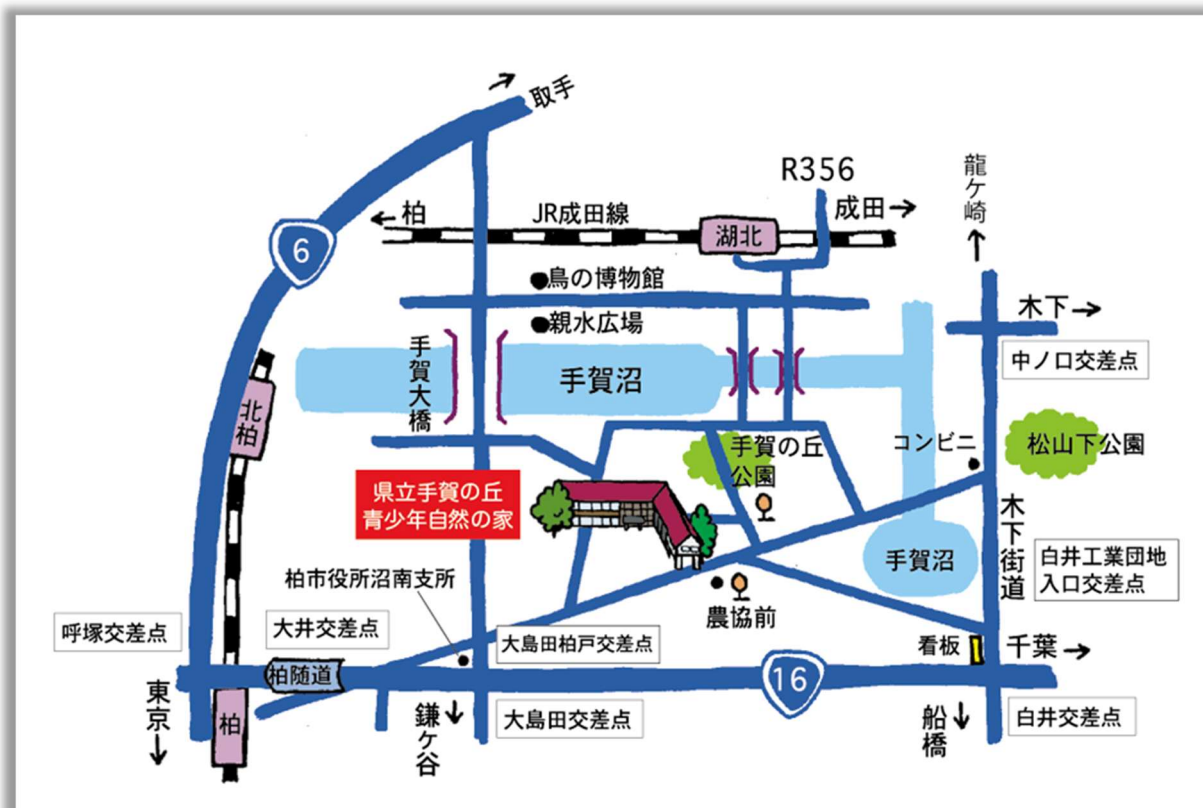 取手
R356
龍ケ崎
柏
JR成田線
湖北
成田
6
鳥の博物館
木下
親水広場
手賀大橋
手賀沼
中ノ口交差点
北柏
コンビニ
松山下公園
手賀の丘
公園
県立手賀の丘
青少年自然の家
木下街道
手賀沼
白井工業団地
入口交差点
柏市役所沼南支所
農協前
呼塚交差点
大井交差点
大島田柏戸交差点
看板
千葉
柏随道
16
東京
柏
鎌ケ谷
大島田交差点
船橋
白井交差点